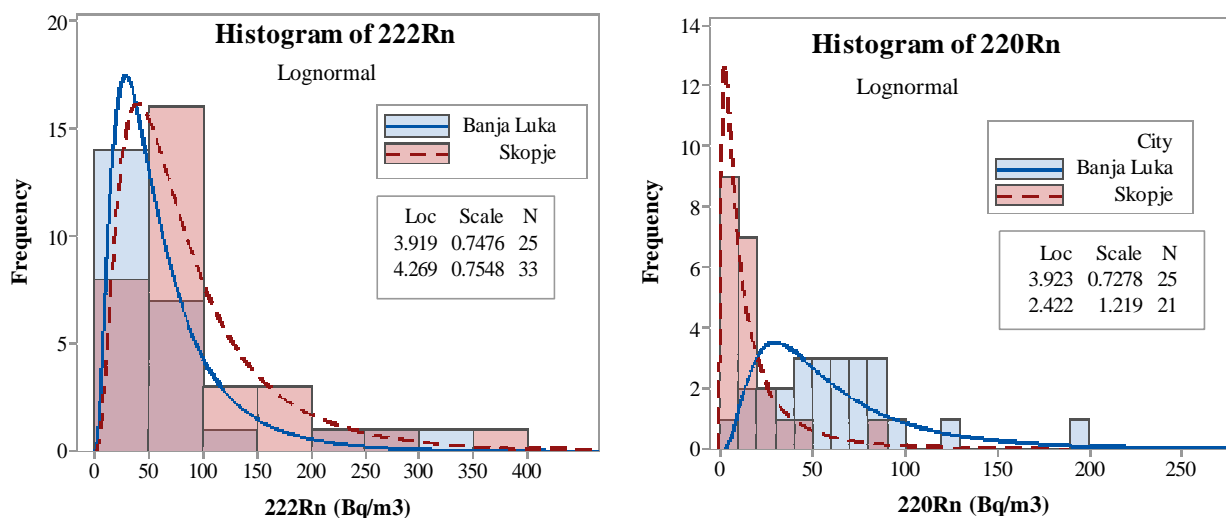 Histogram of 222Rn
Lognormal
Frequency
20
15
10
5
0
Banja Luka
Skopje
Loc Scale N
3.919 0.7476 25
4.269 0.7548 33
0 50 100 150 200 300 400
222Rn (Bq/m3)
Histogram of 220Rn
Lognormal
Frequency
14
12
10
8
6
4
2
0
City
Banja Luka
Skopje
Loc Scale N
3.923 0.7278 25
2.422 1.219 21
0 50 100 150 200 250
220Rn (Bq/m3)